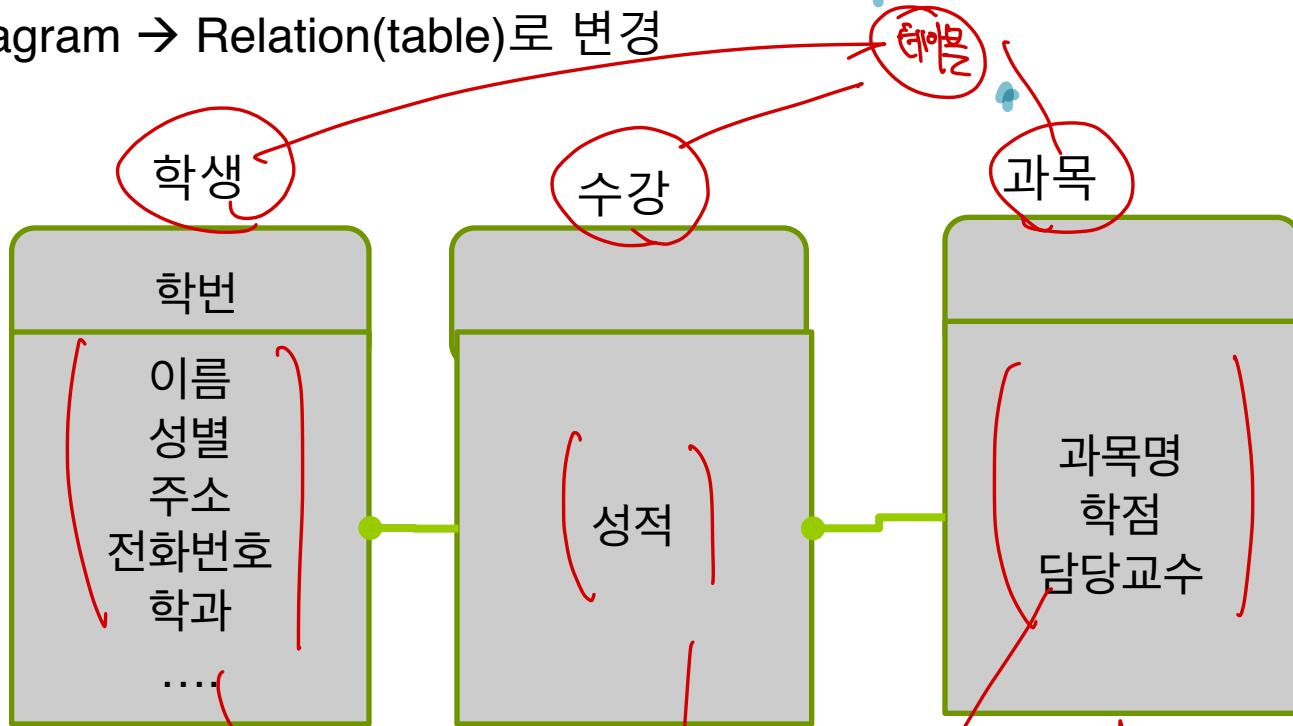 agram → Relation(table)로 변경
테이블
학생
수강
과목
학번
이름
성별
주소
전화번호
학과
....
성적
과목명
학점
담당교수